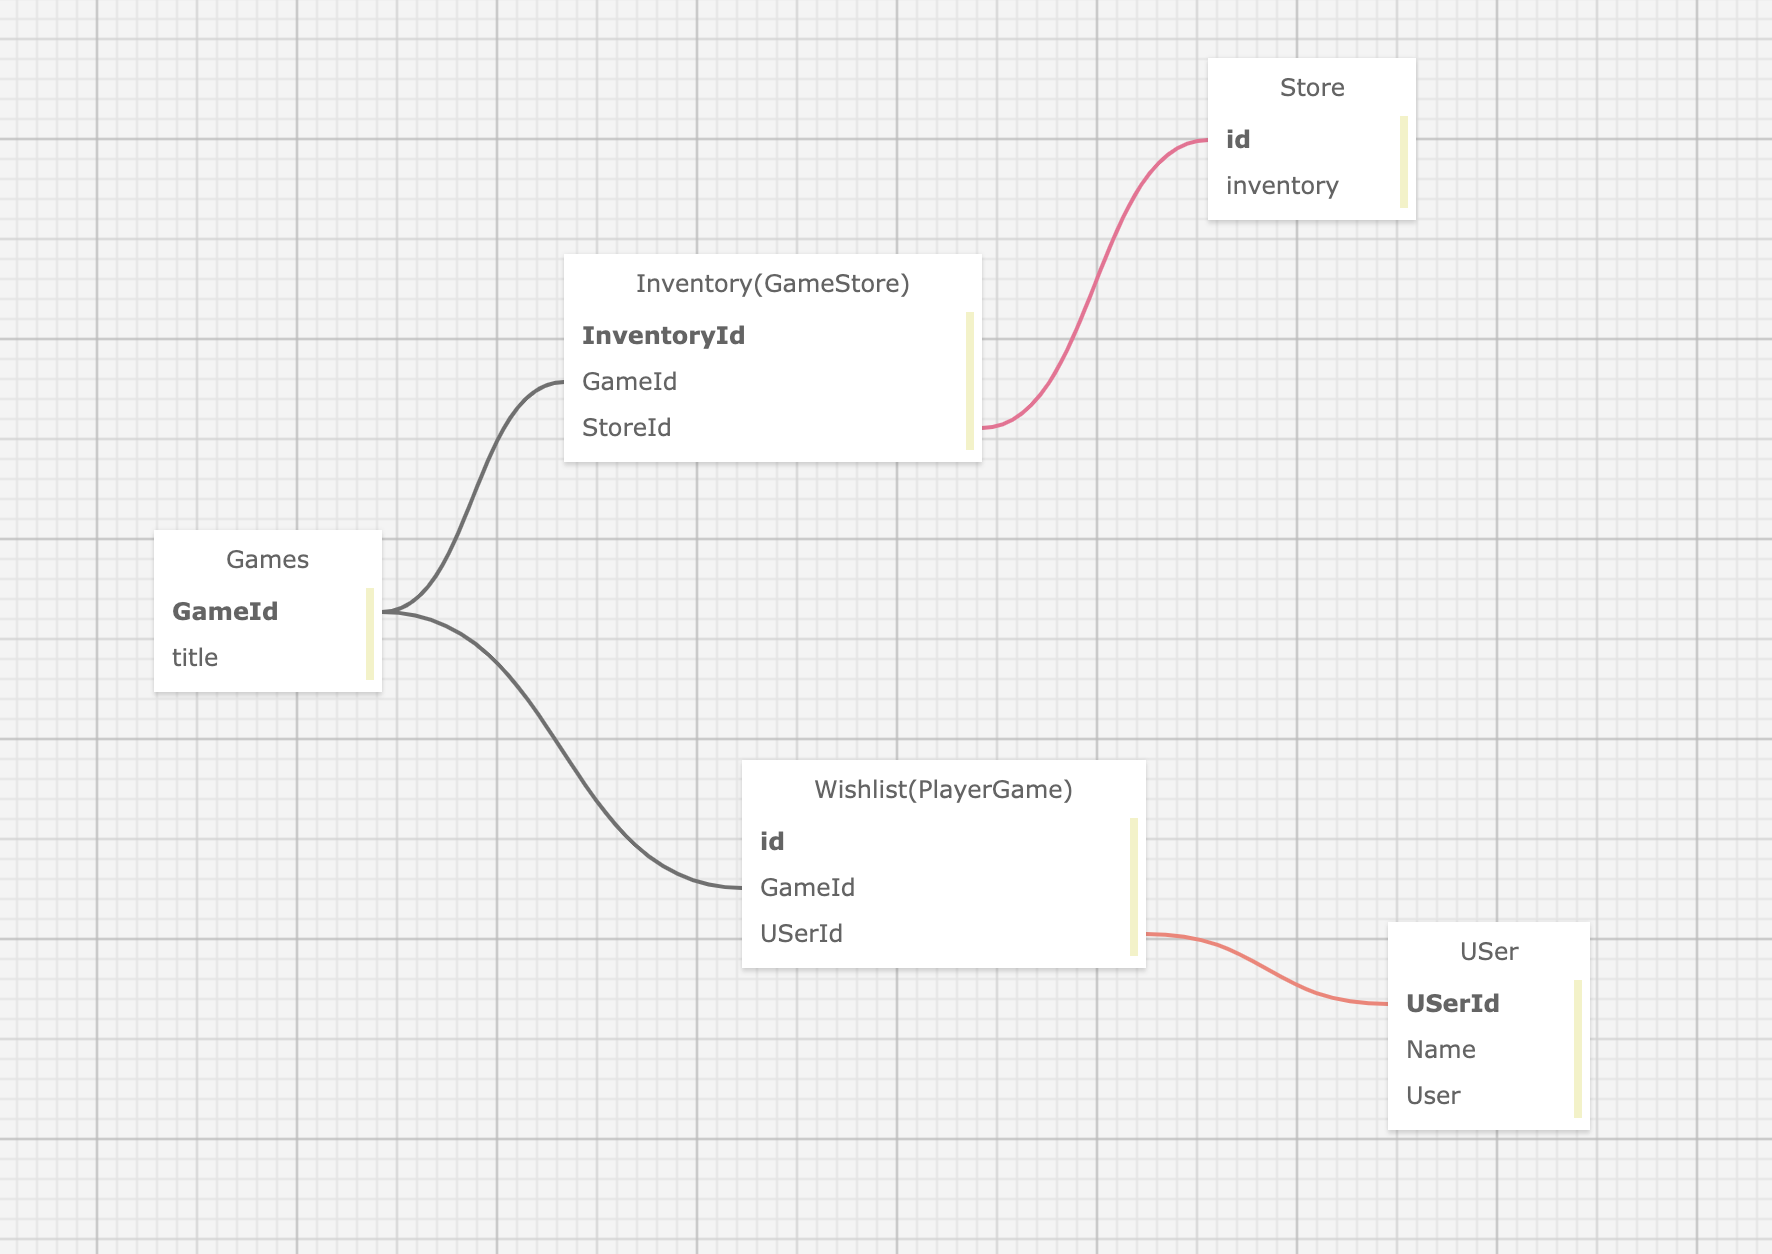 Store
id
inventory
Inventory(GameStore)
InventoryId
GameId
StoreId
Games
GameId
title
Wishlist(PlayerGame)
id
GameId
USerId
USer
USerId
Name
User